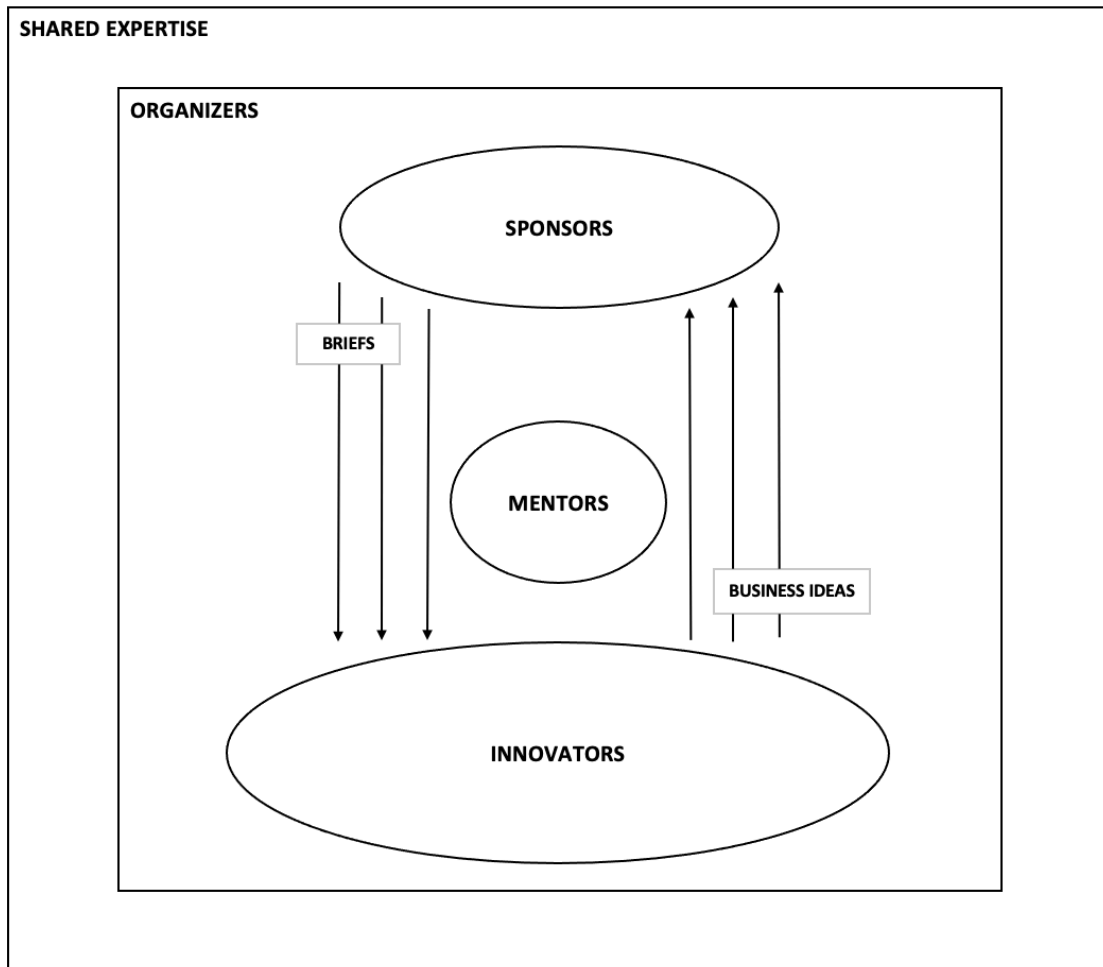 SHARED EXPERTISE
ORGANIZERS
SPONSORS
BRIEFS
MENTORS
BUSINESS IDEAS
INNOVATORS